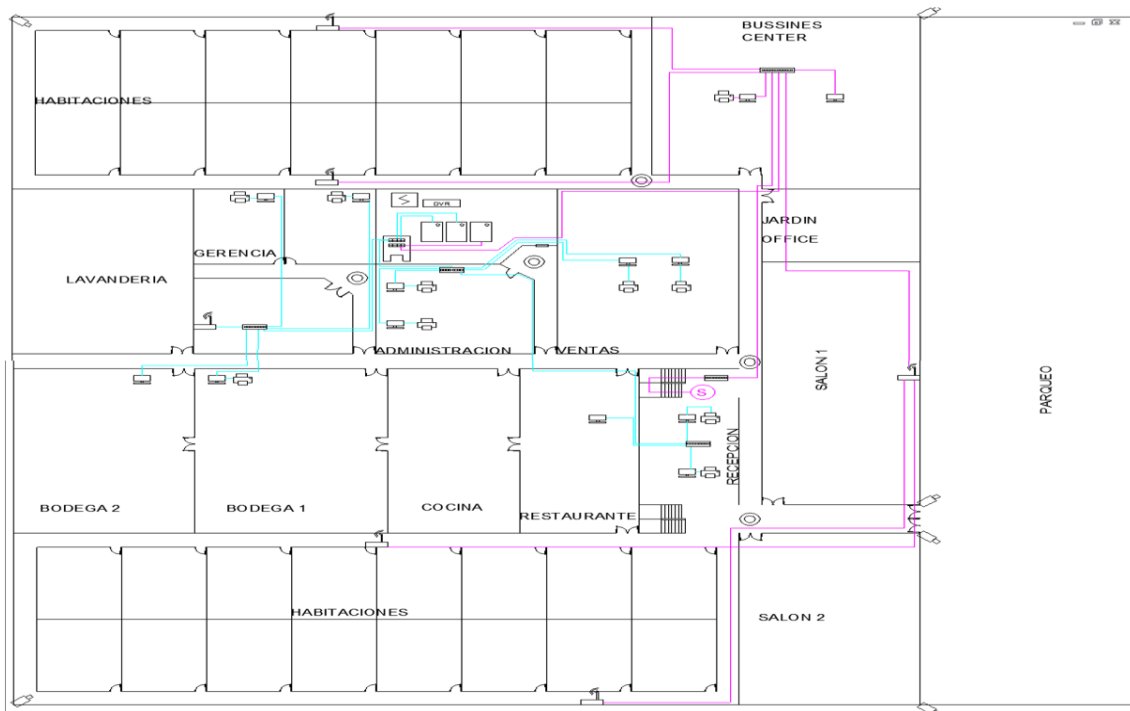 BUSSINES
CENTER
HABITACIONES
DVR
JARDIN
OFFICE
GERENCIA
LAVANDERIA
ADMINISTRACION
VENTAS
SALON 1
PARQUEO
S
RECEPCION
BODEGA 2
BODEGA 1
COCINA
RESTAURANTE
HABITACIONES
SALON 2